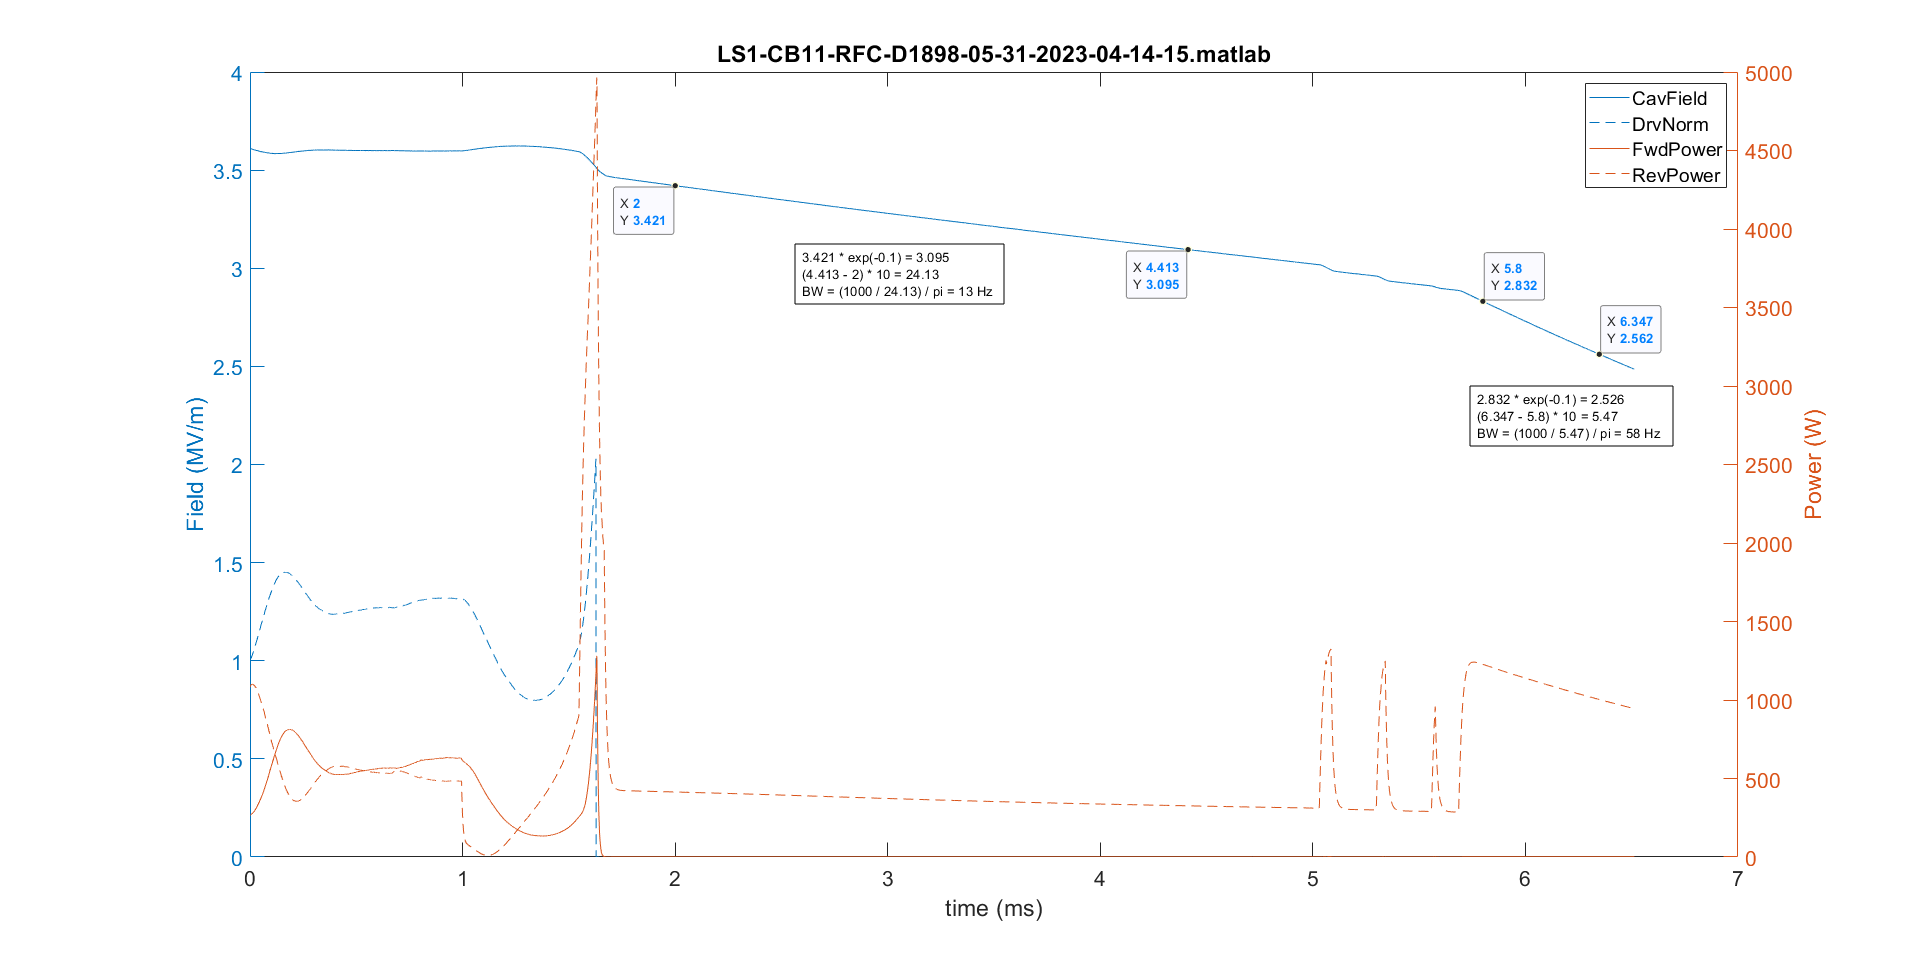 LS1-CB11-RFC-D1898-05-31-2023-04-14-15.matlab
4
3.5
3
2.5
2
1.5
1
0.5
0
Field (MV/m)
5000
4500
4000
3500
3000
2500
2000
1500
1000
500
0
Power (W)
CavField
DrvNorm
FwdPower
RevPower
X 2
Y 3.421
3.421 * exp(-0.1) = 3.095
(4.413 - 2) * 10 = 24.13
BW = (1000 / 24.13) / pi = 13 Hz
X 4.413
Y 3.095
X 5.8
Y 2.832
X 6.347
Y 2.562
2.832 * exp(-0.1) = 2.526
(6.347 - 5.8) * 10 = 5.47
BW = (1000 / 5.47) / pi = 58 Hz
0
1
2
3
4
5
6
7
time (ms)